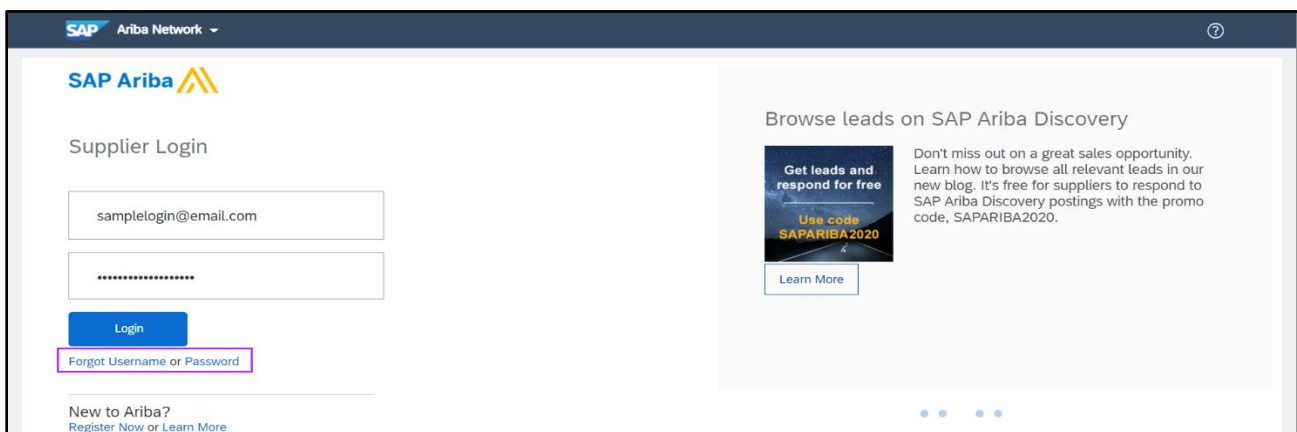 SAP Ariba Network
SAP Ariba
Supplier Login
samplelogin@email.com
•••••••••••••••••••
Login
Forgot Username or Password
New to Ariba?
Register Now or Learn More
Browse leads on SAP Ariba Discovery
Get leads and
respond for free
Use code
SAPARIBA2020
Don't miss out on a great sales opportunity.
Learn how to browse all relevant leads in our
new blog. It's free for suppliers to respond to
SAP Ariba Discovery postings with the promo
code, SAPARIBA2020.
Learn More